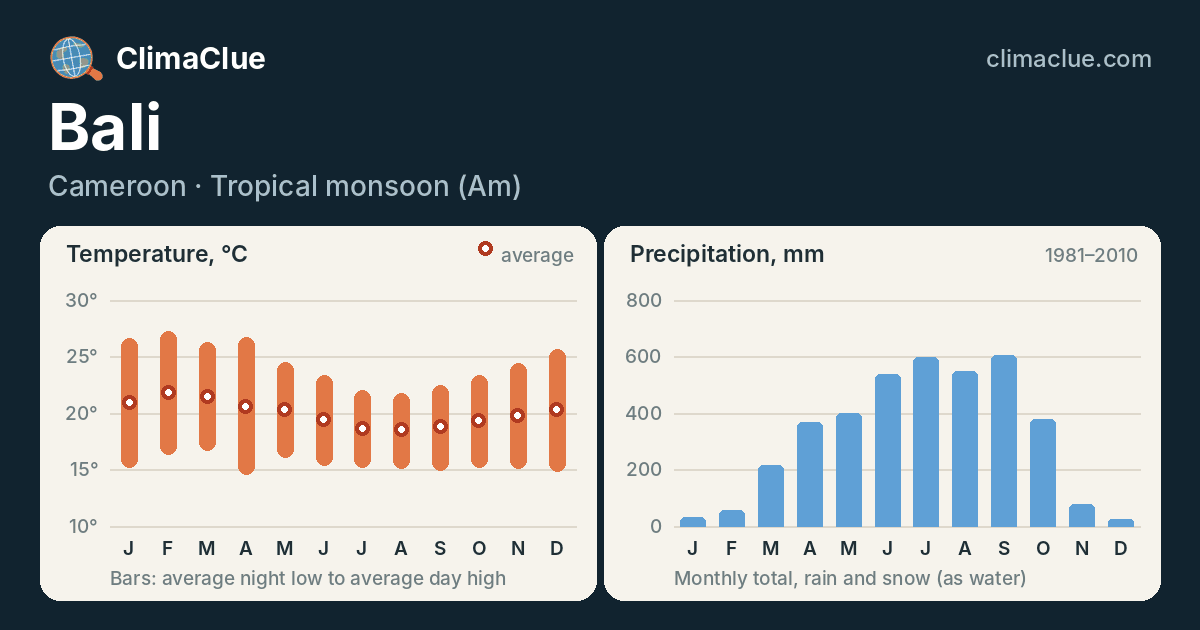 ClimaClue
climaclue.com
Bali
Cameroon · Tropical monsoon (Am)
Temperature, °C
average
30°
25°
20°
15°
10°
J F M A M J J A S O N D
Bars: average night low to average day high
Precipitation, mm
1981–2010
800
600
400
200
0
J F M A M J J A S O N D
Monthly total, rain and snow (as water)